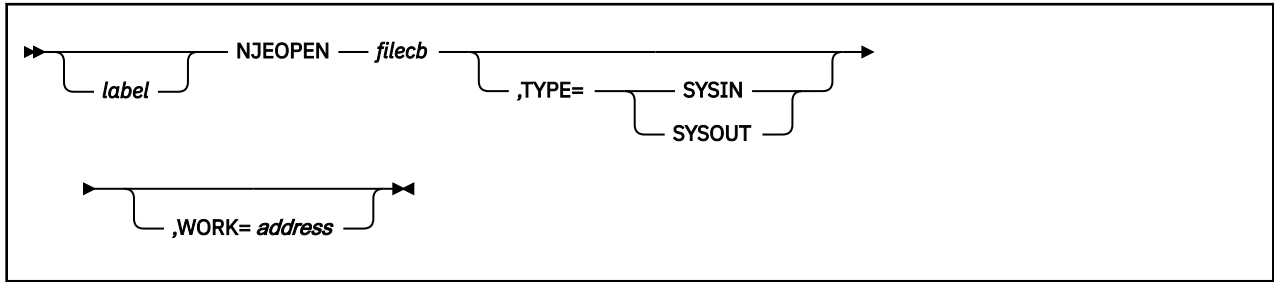 NJEOPEN filecb
label
,TYPE= SYSIN
SYSOUT
,WORK= address